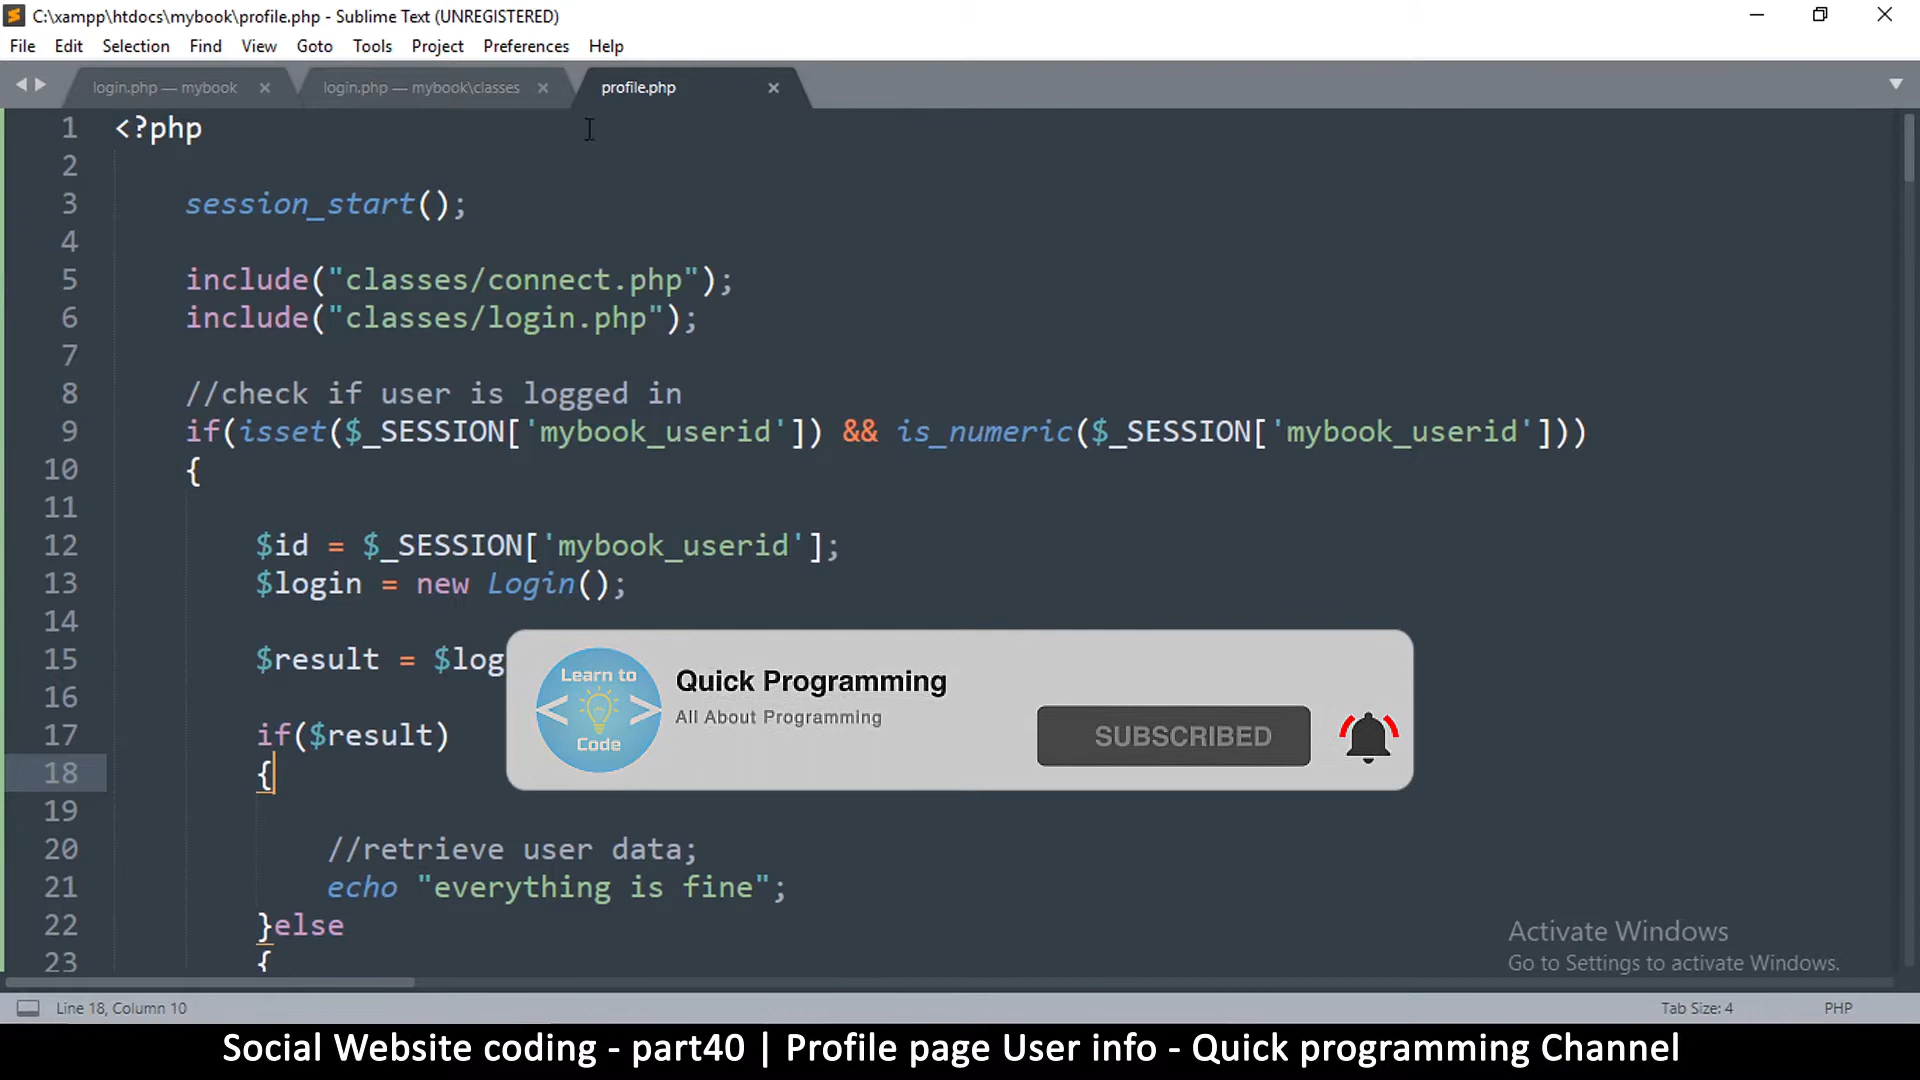 C:\xampp\htdocs\mybook\profile.php - Sublime Text (UNREGISTERED)
File Edit Selection Find View Goto Tools Project Preferences Help
login.php — mybook login.php — mybook\classes profile.php
1 <?php
2
3 session_start();
4
5 include("classes/connect.php");
6 include("classes/login.php");
7
8 //check if user is logged in
9 if(isset($_SESSION['mybook_userid']) && is_numeric($_SESSION['mybook_userid']))
10 {
11
12 $id = $_SESSION['mybook_userid'];
13 $login = new Login();
14
15 $result = $log
16
17 if($result)
18 {
19
20 //retrieve user data;
21 echo "everything is fine";
22 }else
23 {
Learn to
< >
Code
Quick Programming
All About Programming
SUBSCRIBED
Activate Windows
Go to Settings to activate Windows.
Line 18, Column 10 Tab Size: 4 PHP
Social Website coding - part40 | Profile page User info - Quick programming Channel